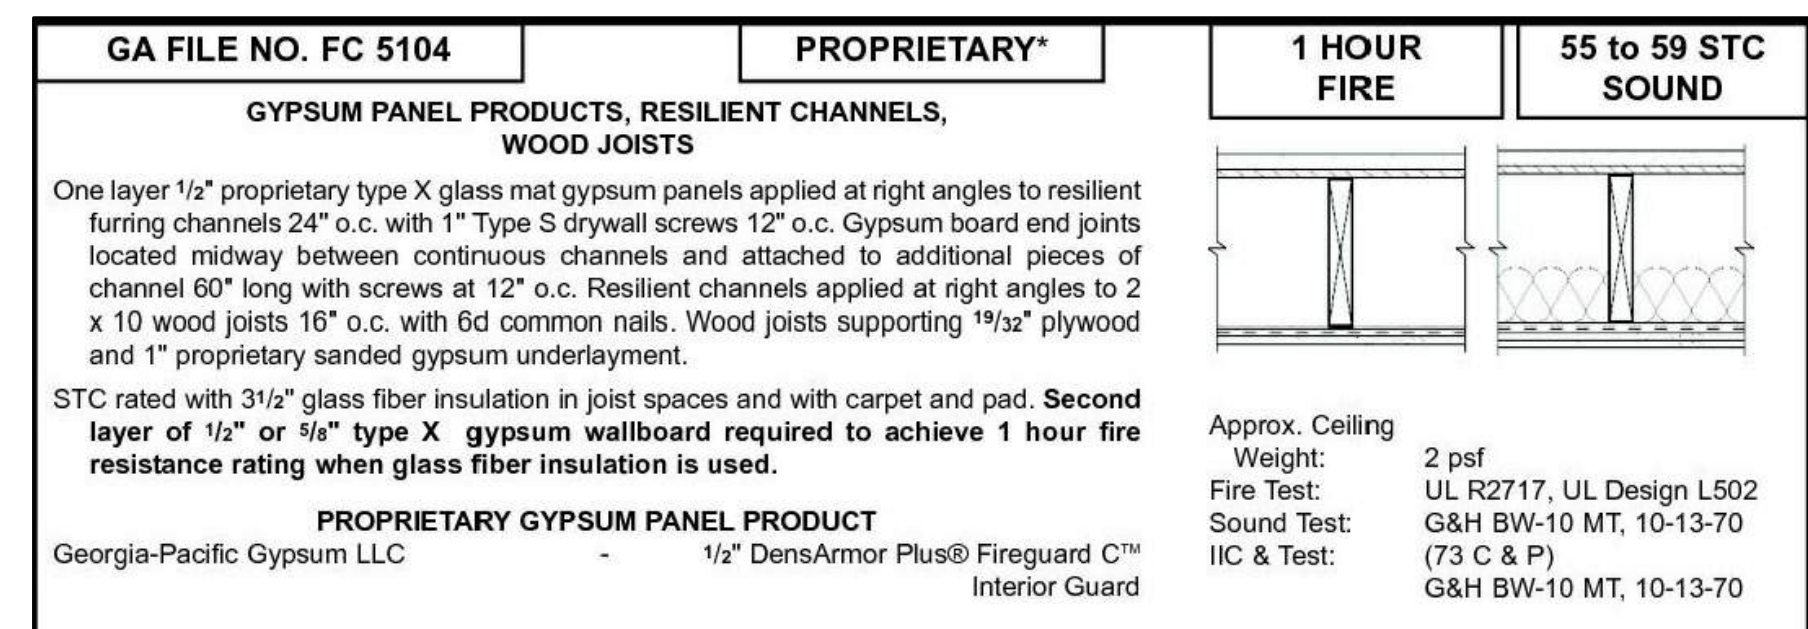 GA FILE NO. FC 5104
PROPRIETARY*
1 HOUR
FIRE
55 to 59 STC
SOUND
GYPSUM PANEL PRODUCTS, RESILIENT CHANNELS,
WOOD JOISTS
One layer 1/2" proprietary type X glass mat gypsum panels applied at right angles to resilient
furring channels 24" o.c. with 1" Type S drywall screws 12" o.c. Gypsum board end joints
located midway between continuous channels and attached to additional pieces of
channel 60" long with screws at 12" o.c. Resilient channels applied at right angles to 2
x 10 wood joists 16" o.c. with 6d common nails. Wood joists supporting 19/32" plywood
and 1" proprietary sanded gypsum underlayment.
STC rated with 31/2" glass fiber insulation in joist spaces and with carpet and pad. Second
layer of 1/2" or 5/8" type X gypsum wallboard required to achieve 1 hour fire
resistance rating when glass fiber insulation is used.
PROPRIETARY GYPSUM PANEL PRODUCT
Georgia-Pacific Gypsum LLC - 1/2" DensArmor Plus® Fireguard C™
Interior Guard
Approx. Ceiling
Weight: 2 psf
Fire Test: UL R2717, UL Design L502
Sound Test: G&H BW-10 MT, 10-13-70
IIC & Test: (73 C & P)
G&H BW-10 MT, 10-13-70